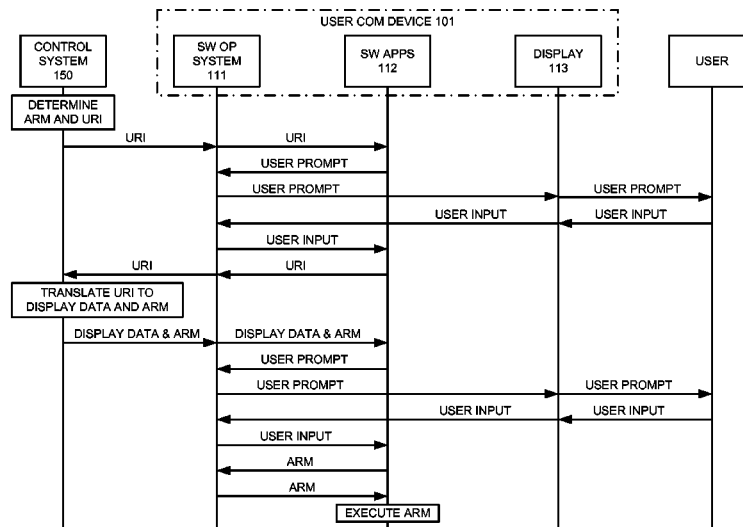 USER COM DEVICE 101
CONTROL
SYSTEM
150
SW OP
SYSTEM
111
SW APPS
112
DISPLAY
113
USER
DETERMINE
ARM AND URI
URI
URI
USER PROMPT
USER PROMPT
USER PROMPT
USER INPUT
USER INPUT
USER INPUT
URI
URI
TRANSLATE URI TO
DISPLAY DATA AND ARM
DISPLAY DATA & ARM
DISPLAY DATA & ARM
USER PROMPT
USER PROMPT
USER PROMPT
USER INPUT
USER INPUT
USER INPUT
ARM
ARM
EXECUTE ARM